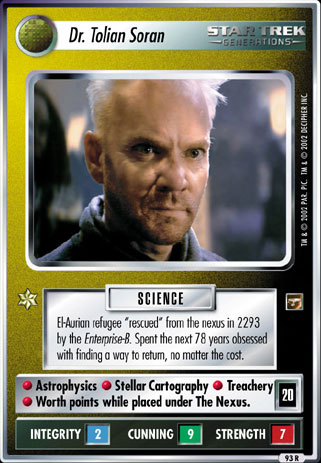 Dr. Tolian Soran
STAR TREK
GENERATIONS
TM & © 2002 PAR. PIC. TM & © 2002 DECIPHER INC.
SCIENCE
El-Aurian refugee "rescued" from the nexus in 2293
by the Enterprise-B. Spent the next 78 years obsessed
with finding a way to return, no matter the cost.
• Astrophysics • Stellar Cartography • Treachery
• Worth points while placed under The Nexus.
20
INTEGRITY 2 CUNNING 9 STRENGTH 7
93 R